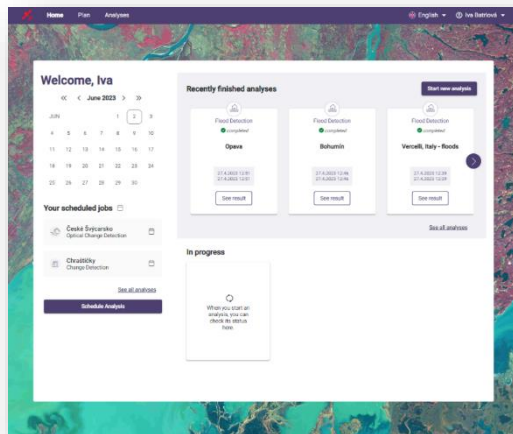 Home Plan Analyses
English Iva Batriová
Welcome, Iva
June 2023
JUN 1 2 3
4 5 6 7 8 9 10
11 12 13 14 15 16 17
18 19 20 21 22 23 24
25 26 27 28 29 30
Your scheduled jobs
České Švýcarsko
Optical Change Detection
Chraštičky
Change Detection
See all analyses
Schedule Analysis
Recently finished analyses
Start new analysis
Flood Detection
completed
Opava
See result
Flood Detection
completed
Bohumín
See result
Flood Detection
completed
Vercelli, Italy - floods
See result
See all analyses
In progress
When you start an
analysis, you can
check its status
here.